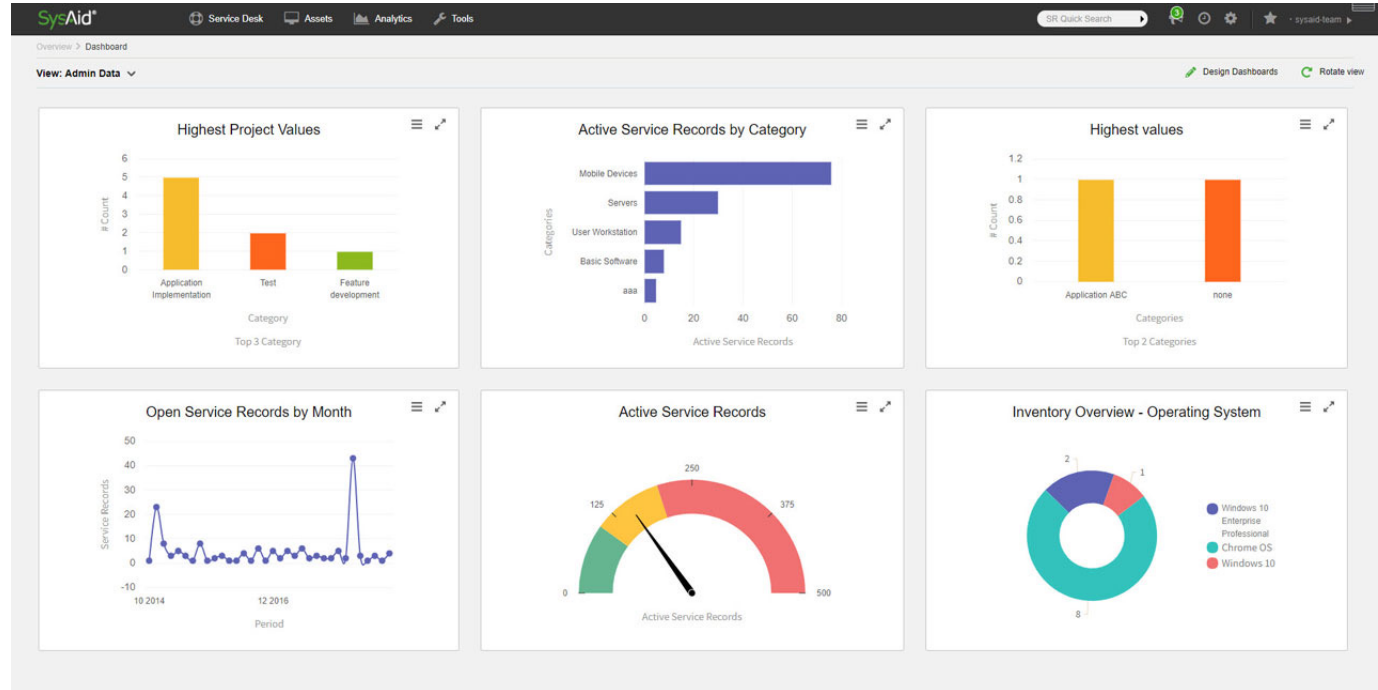 SysAid®
Service Desk
Assets
Analytics
Tools
SR Quick Search
3
- sysaid-team
Overview > Dashboard
View: Admin Data
Design Dashboards
Rotate view
Highest Project Values
6
5
4
3
2
1
0
# Count
Application
Implementation
Test
Feature
development
Category
Top 3 Category
Active Service Records by Category
Categories
Mobile Devices
Servers
User Workstation
Basic Software
aaa
0 20 40 60 80
Active Service Records
Highest values
1.2
1
0.8
0.6
0.4
0.2
0
# Count
Application ABC
none
Categories
Top 2 Categories
Open Service Records by Month
50
40
30
20
10
0
-10
Service Records
10 2014
12 2016
Period
Active Service Records
0
125
250
375
500
Active Service Records
Inventory Overview - Operating System
2
1
8
Windows 10
Enterprise
Professional
Chrome OS
Windows 10